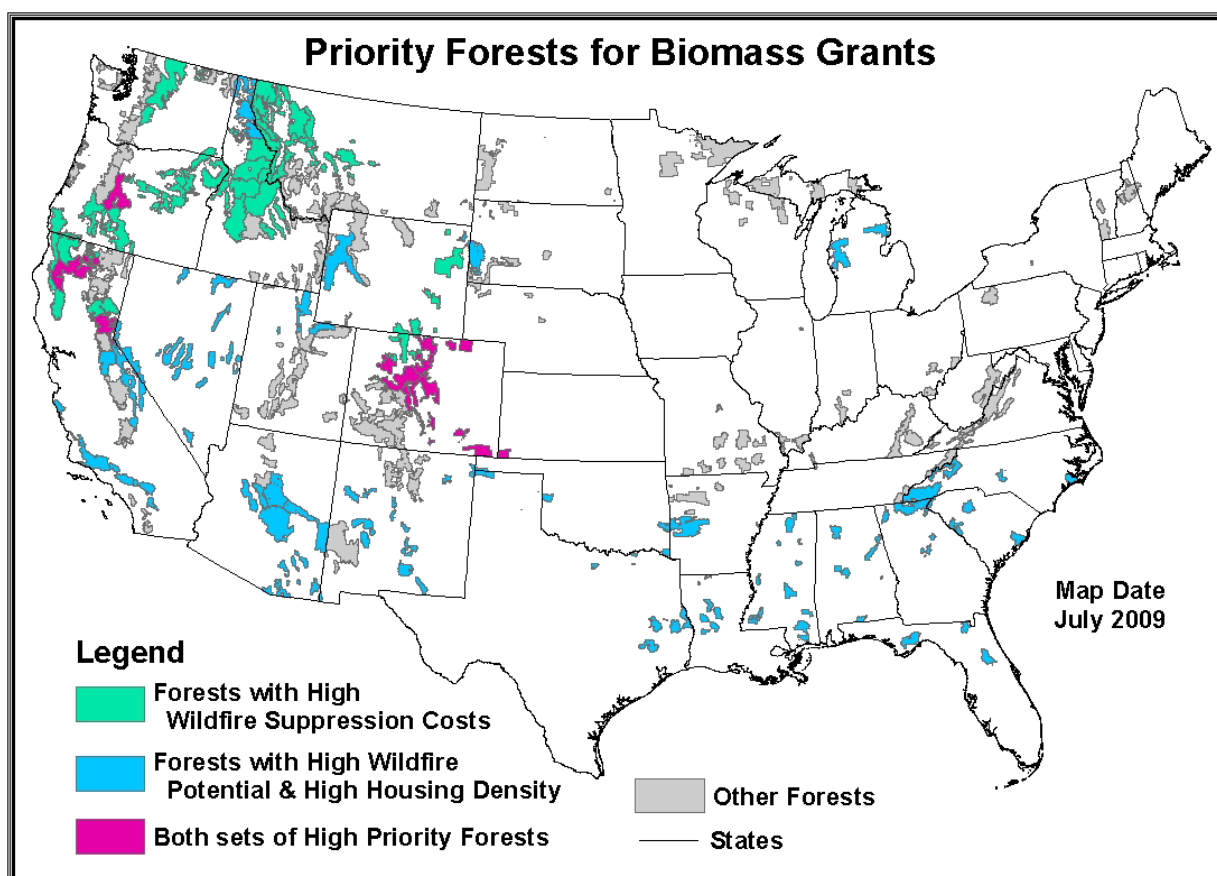 Priority Forests for Biomass Grants
Map Date
July 2009
Legend
Forests with High
Wildfire Suppression Costs
Forests with High Wildfire
Potential & High Housing Density
Both sets of High Priority Forests
Other Forests
States